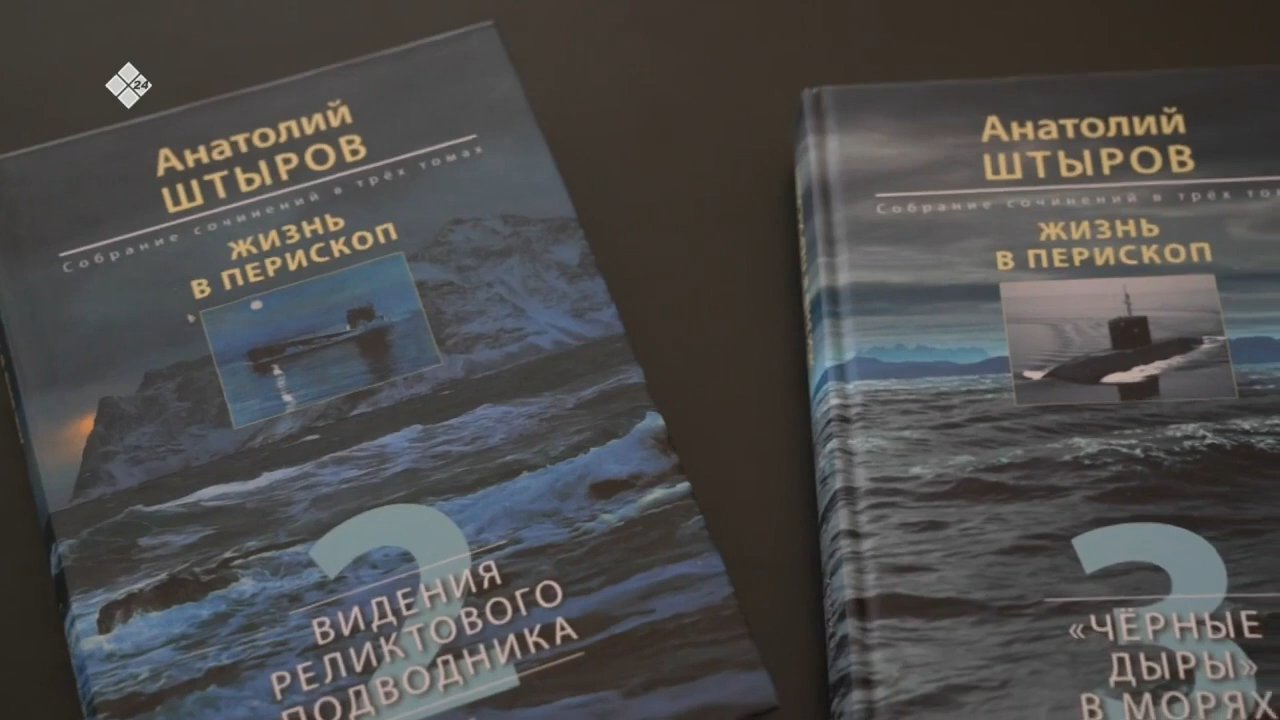 24
Анатолий
ШТЫРОВ
Собрание сочинений в трёх томах
ЖИЗНЬ
В ПЕРИСКОП
2
ВИДЕНИЯ
РЕЛИКТОВОГО
ПОДВОДНИКА
Анатолий
ШТЫРОВ
Собрание сочинений в трёх
ЖИЗНЬ
В ПЕРИСКОП
3
«ЧЁРНЫЕ
ДЫРЫ»
В МОРЯХ